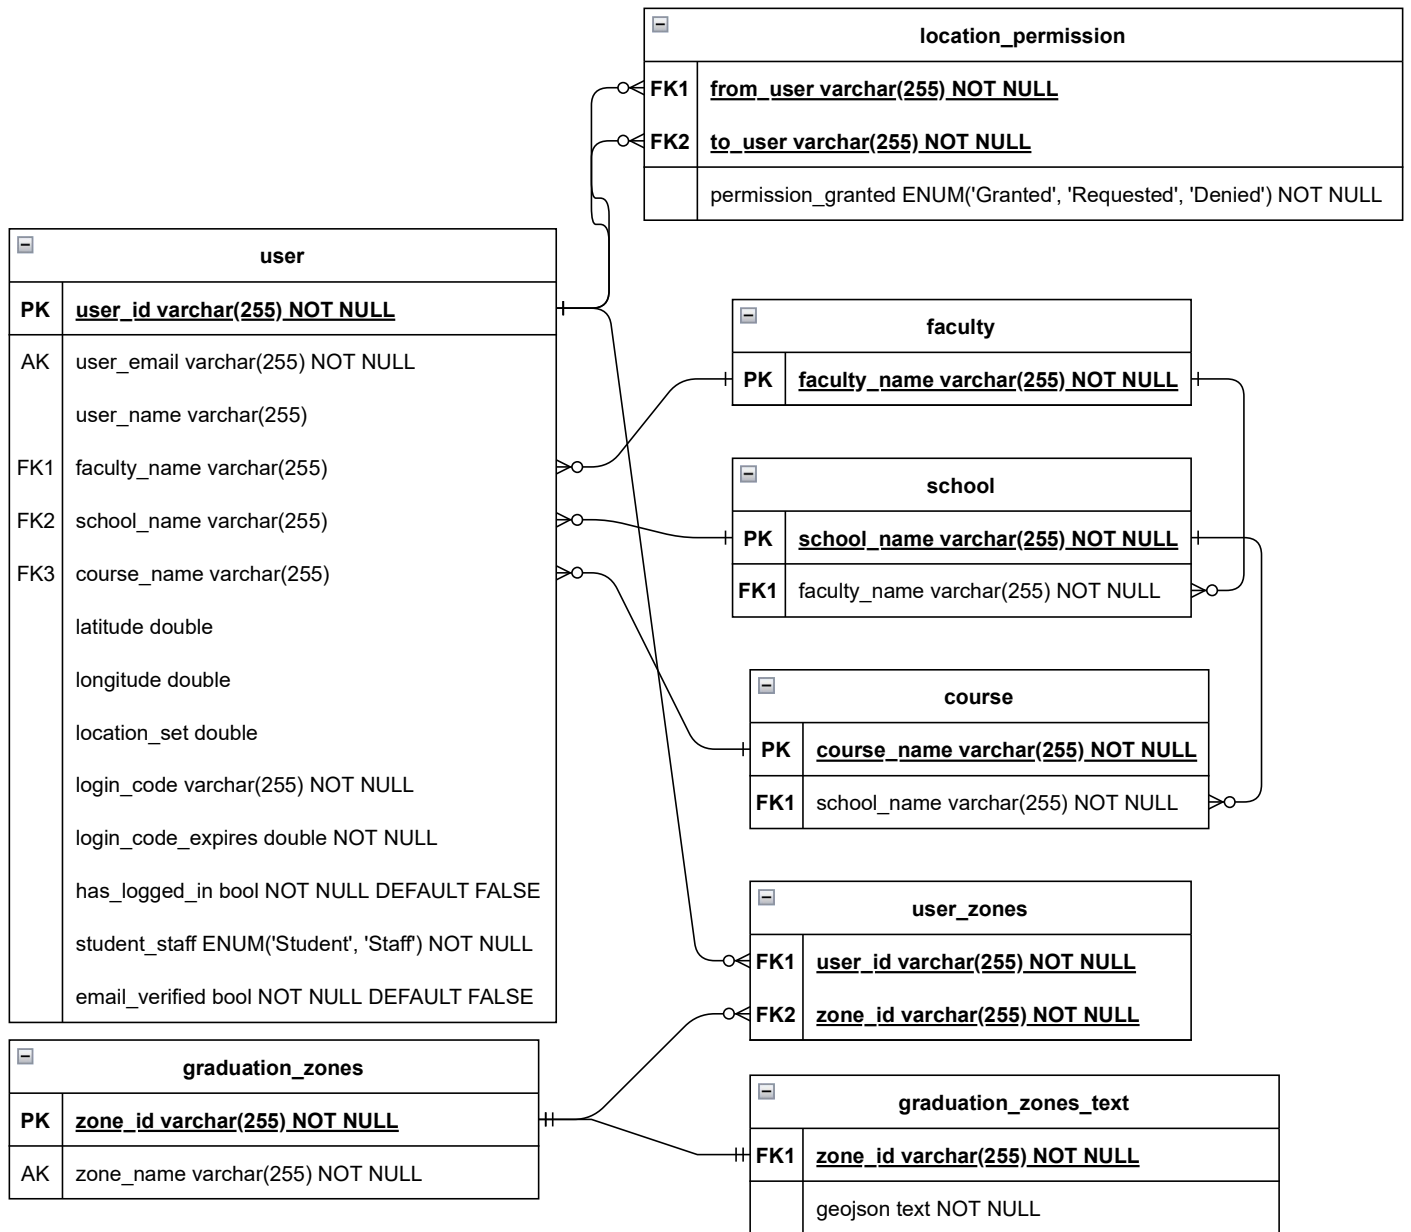 location_permission
FK1 from_user varchar(255) NOT NULL
FK2 to_user varchar(255) NOT NULL
permission_granted ENUM('Granted', 'Requested', 'Denied') NOT NULL
user
PK user_id varchar(255) NOT NULL
AK user_email varchar(255) NOT NULL
user_name varchar(255)
FK1 faculty_name varchar(255)
FK2 school_name varchar(255)
FK3 course_name varchar(255)
latitude double
longitude double
location_set double
login_code varchar(255) NOT NULL
login_code_expires double NOT NULL
has_logged_in bool NOT NULL DEFAULT FALSE
student_staff ENUM('Student', 'Staff') NOT NULL
email_verified bool NOT NULL DEFAULT FALSE
faculty
PK faculty_name varchar(255) NOT NULL
school
PK school_name varchar(255) NOT NULL
FK1 faculty_name varchar(255) NOT NULL
course
PK course_name varchar(255) NOT NULL
FK1 school_name varchar(255) NOT NULL
user_zones
FK1 user_id varchar(255) NOT NULL
FK2 zone_id varchar(255) NOT NULL
graduation_zones
PK zone_id varchar(255) NOT NULL
AK zone_name varchar(255) NOT NULL
graduation_zones_text
FK1 zone_id varchar(255) NOT NULL
geojson text NOT NULL